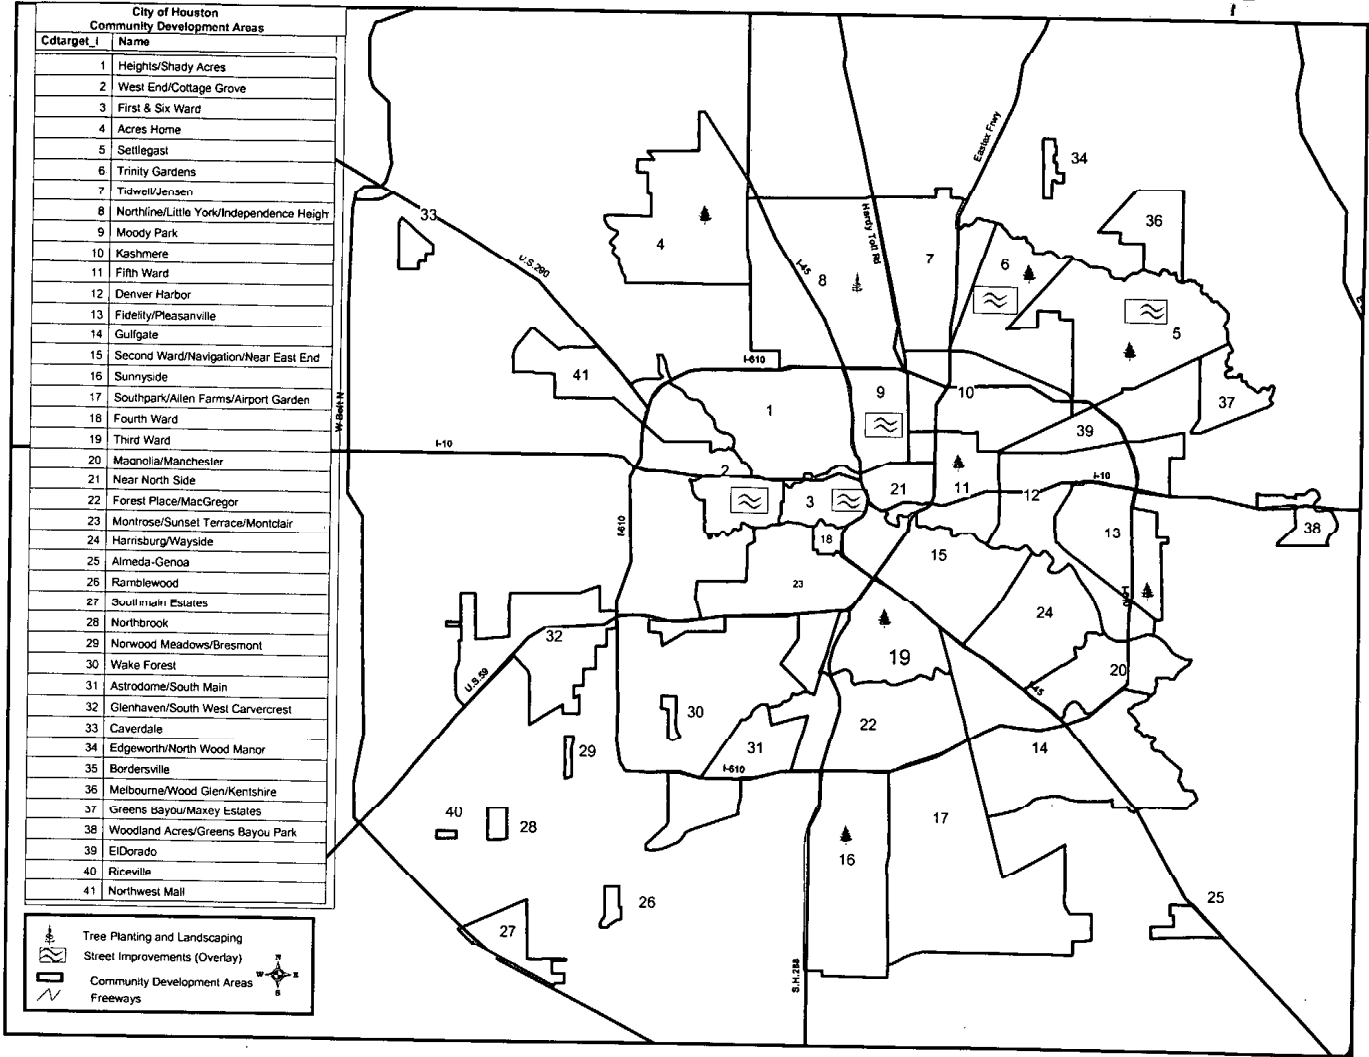 City of Houston
Community Development Areas
Cdtarget_I Name
1 Heights/Shady Acres
2 West End/Cottage Grove
3 First & Six Ward
4 Acres Home
5 Settlegast
6 Trinity Gardens
7 Tidwell/Jensen
8 Northline/Little York/Independence Heigh
9 Moody Park
10 Kashmere
11 Fifth Ward
12 Denver Harbor
13 Fidelity/Pleasanville
14 Gulfgate
15 Second Ward/Navigation/Near East End
16 Sunnyside
17 Southpark/Allen Farms/Airport Garden
18 Fourth Ward
19 Third Ward
20 Magnolia/Manchester
21 Near North Side
22 Forest Place/MacGregor
23 Montrose/Sunset Terrace/Montclair
24 Harrisburg/Wayside
25 Almeda-Genoa
26 Ramblewood
27 Southmain Estates
28 Northbrook
29 Norwood Meadows/Bresmont
30 Wake Forest
31 Astrodome/South Main
32 Glenhaven/South West Carvercrest
33 Caverdale
34 Edgeworth/North Wood Manor
35 Bordersville
36 Melbourne/Wood Glen/Kentshire
37 Greens Bayou/Maxey Estates
38 Woodland Acres/Greens Bayou Park
39 ElDorado
40 Riceville
41 Northwest Mall
Tree Planting and Landscaping
Street Improvements (Overlay)
Community Development Areas
Freeways
N
W E
S
Eastex Frwy
34
33
36
Hardy Toll Rd
4
U.S.290
I-45
8
7
6
5
I-610
41
9
10
37
1
W Belt N
39
I-10
2
11
I-10
21
12
3
38
I-610
18
13
15
23
I-610
24
32
19
20
U.S.59
I-45
30
22
29
31
14
I-610
40
28
17
16
26
25
27
S.H.288